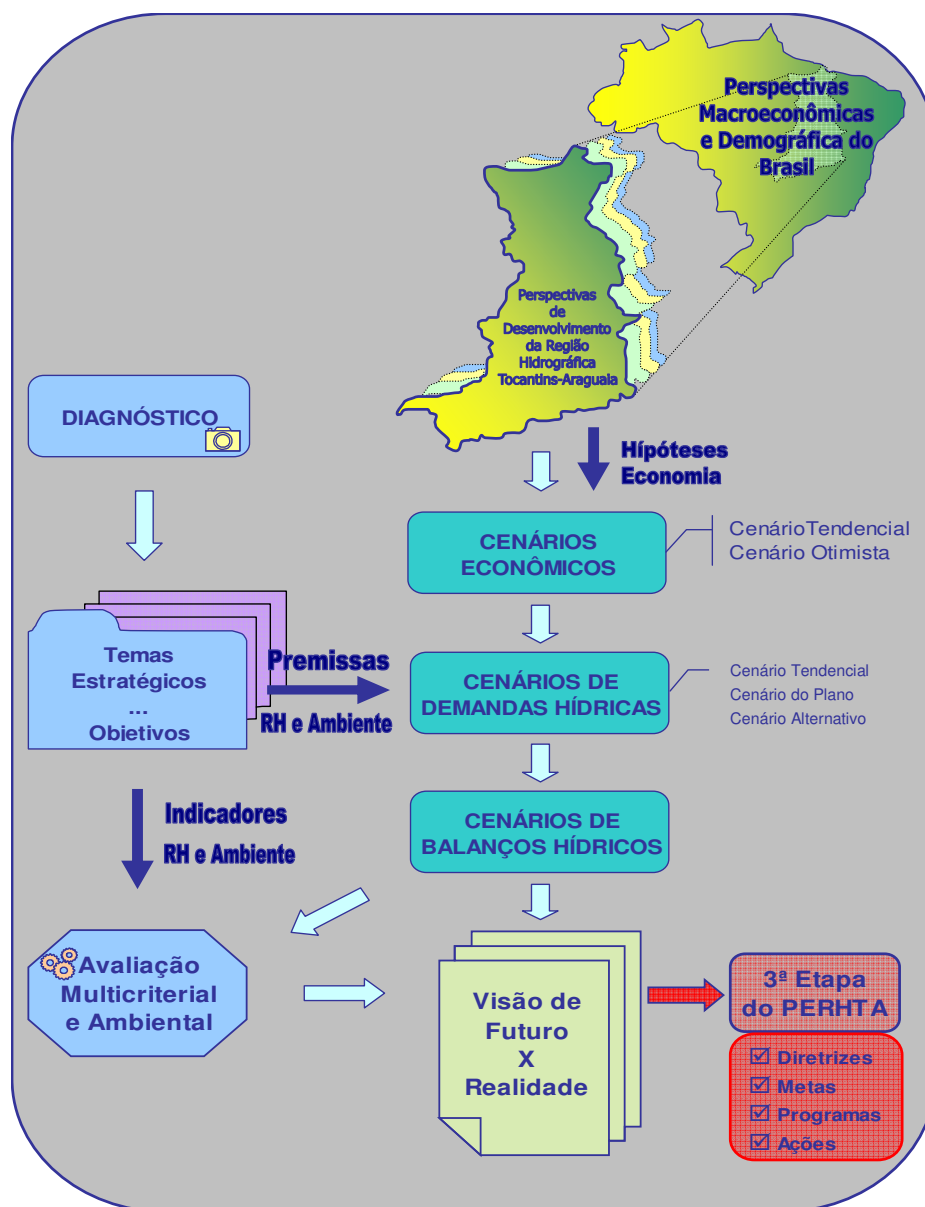 Perspectivas
Macroeconômicas
e Demográfica do
Brasil
Perspectivas
de
Desenvolvimento
da Região
Hidrográfica
Tocantins-Araguaia
DIAGNÓSTICO
Hípóteses
Economia
CENÁRIOS
ECONÔMICOS
CenárioTendencial
Cenário Otimista
Temas
Estratégicos
...
Objetivos
Premissas
RH e Ambiente
CENÁRIOS DE
DEMANDAS HÍDRICAS
Cenário Tendencial
Cenário do Plano
Cenário Alternativo
Indicadores
RH e Ambiente
CENÁRIOS DE
BALANÇOS HÍDRICOS
Avaliação
Multicriterial
e Ambiental
Visão de
Futuro
X
Realidade
3ª Etapa
do PERHTA
Diretrizes
Metas
Programas
Ações